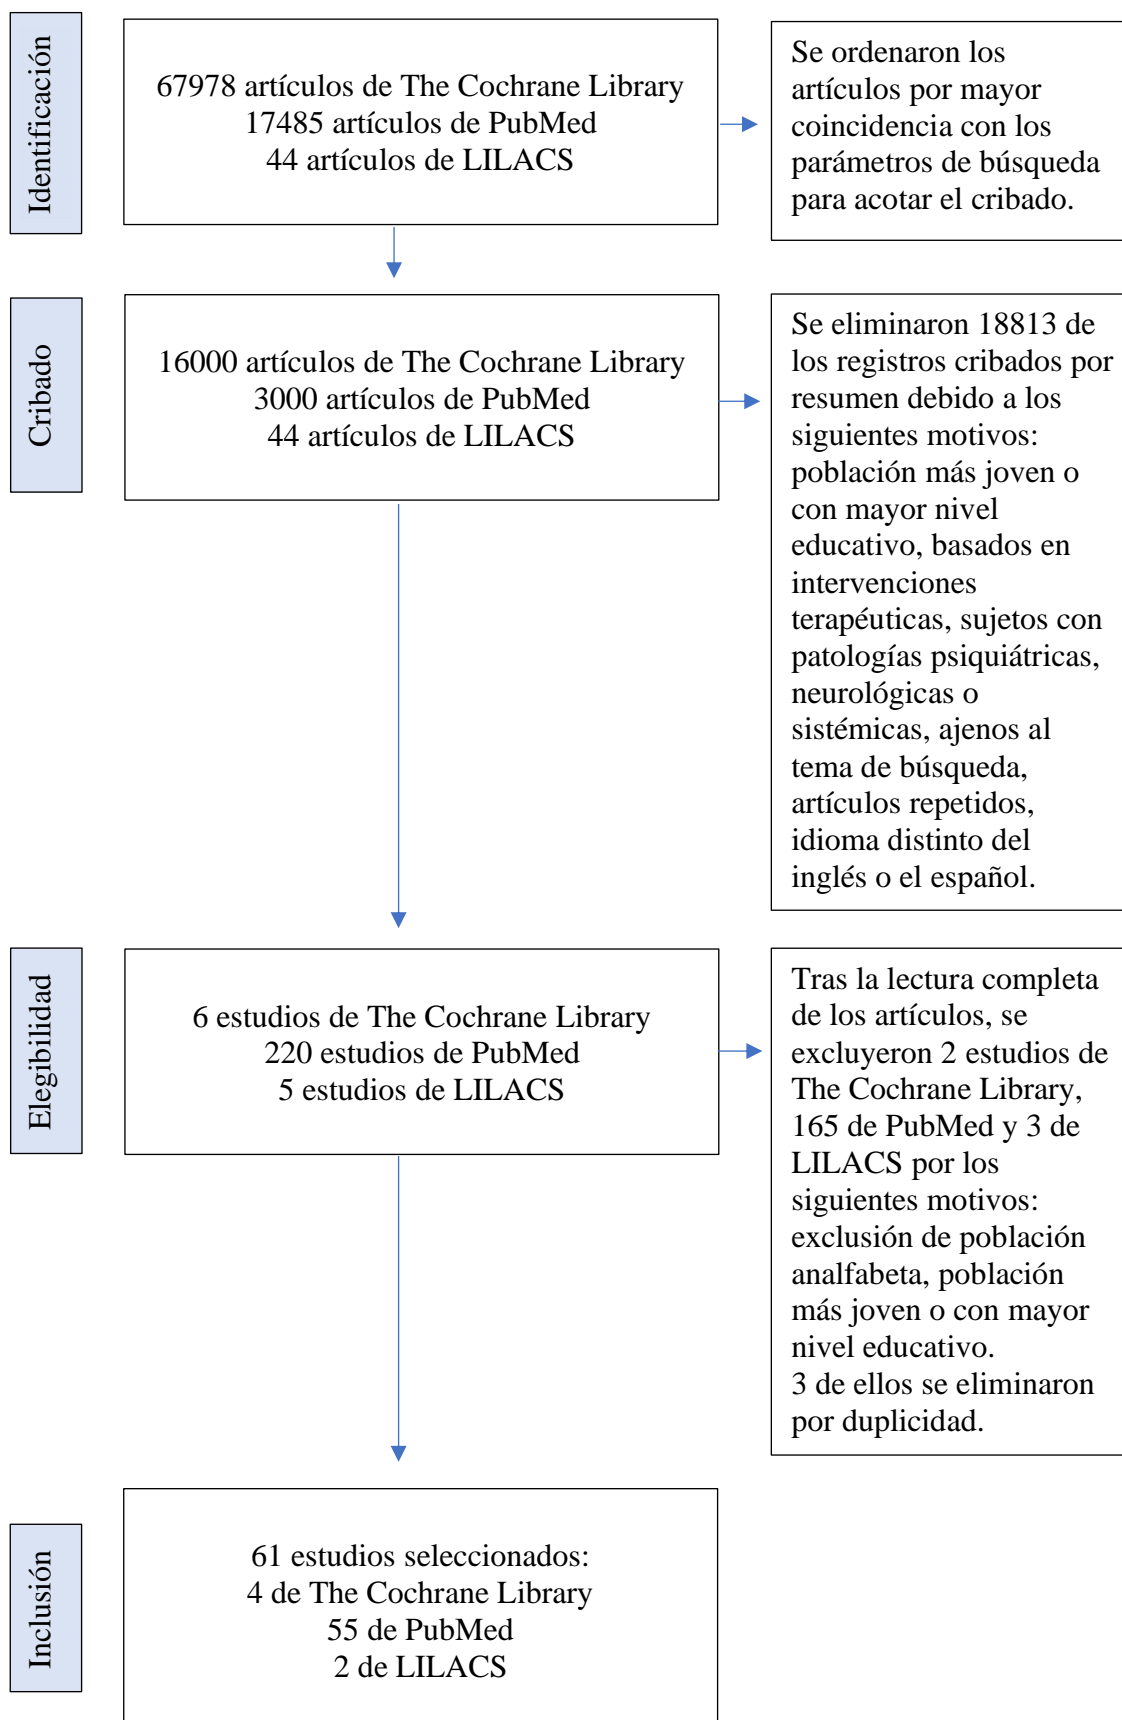 Identificación
67978 artículos de The Cochrane Library
17485 artículos de PubMed
44 artículos de LILACS
Se ordenaron los
artículos por mayor
coincidencia con los
parámetros de búsqueda
para acotar el cribado.
Cribado
16000 artículos de The Cochrane Library
3000 artículos de PubMed
44 artículos de LILACS
Se eliminaron 18813 de
los registros cribados por
resumen debido a los
siguientes motivos:
población más joven o
con mayor nivel
educativo, basados en
intervenciones
terapéuticas, sujetos con
patologías psiquiátricas,
neurológicas o
sistémicas, ajenos al
tema de búsqueda,
artículos repetidos,
idioma distinto del
inglés o el español.
Elegibilidad
6 estudios de The Cochrane Library
220 estudios de PubMed
5 estudios de LILACS
Tras la lectura completa
de los artículos, se
excluyeron 2 estudios de
The Cochrane Library,
165 de PubMed y 3 de
LILACS por los
siguientes motivos:
exclusión de población
analfabeta, población
más joven o con mayor
nivel educativo.
3 de ellos se eliminaron
por duplicidad.
Inclusión
61 estudios seleccionados:
4 de The Cochrane Library
55 de PubMed
2 de LILACS